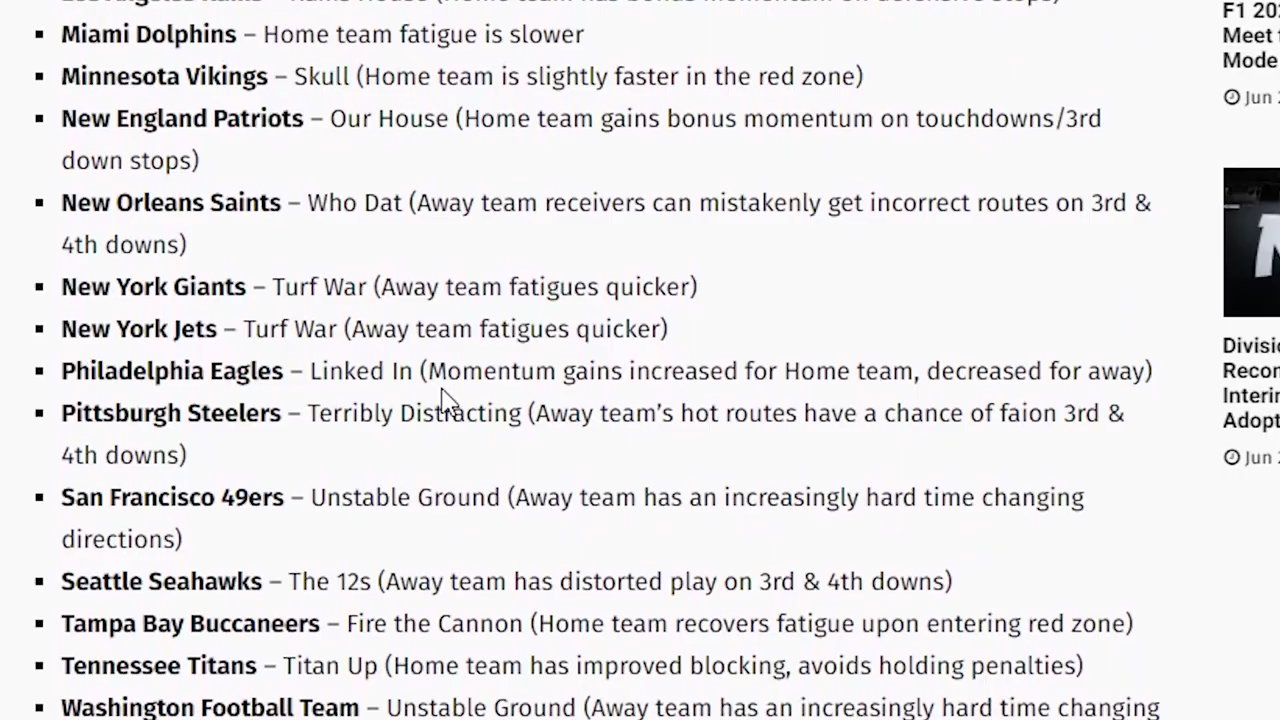 Miami Dolphins – Home team fatigue is slower
Minnesota Vikings – Skull (Home team is slightly faster in the red zone)
New England Patriots – Our House (Home team gains bonus momentum on touchdowns/3rd
down stops)
New Orleans Saints – Who Dat (Away team receivers can mistakenly get incorrect routes on 3rd &
4th downs)
New York Giants – Turf War (Away team fatigues quicker)
New York Jets – Turf War (Away team fatigues quicker)
Philadelphia Eagles – Linked In (Momentum gains increased for Home team, decreased for away)
Pittsburgh Steelers – Terribly Distracting (Away team's hot routes have a chance of faion 3rd &
4th downs)
San Francisco 49ers – Unstable Ground (Away team has an increasingly hard time changing
directions)
Seattle Seahawks – The 12s (Away team has distorted play on 3rd & 4th downs)
Tampa Bay Buccaneers – Fire the Cannon (Home team recovers fatigue upon entering red zone)
Tennessee Titans – Titan Up (Home team has improved blocking, avoids holding penalties)
Washington Football Team – Unstable Ground (Away team has an increasingly hard time changing
F1 20
Meet
Mode
Jun
Divisi
Recon
Interi
Adopt
Jun